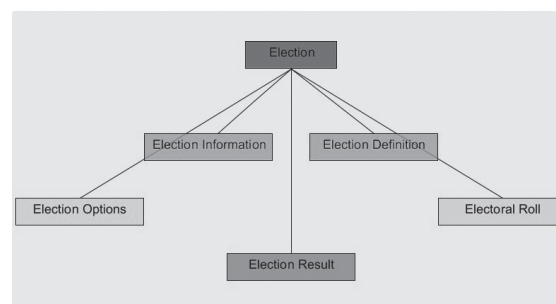 Election
Election Information
Election Definition
Election Options
Electoral Roll
Election Result